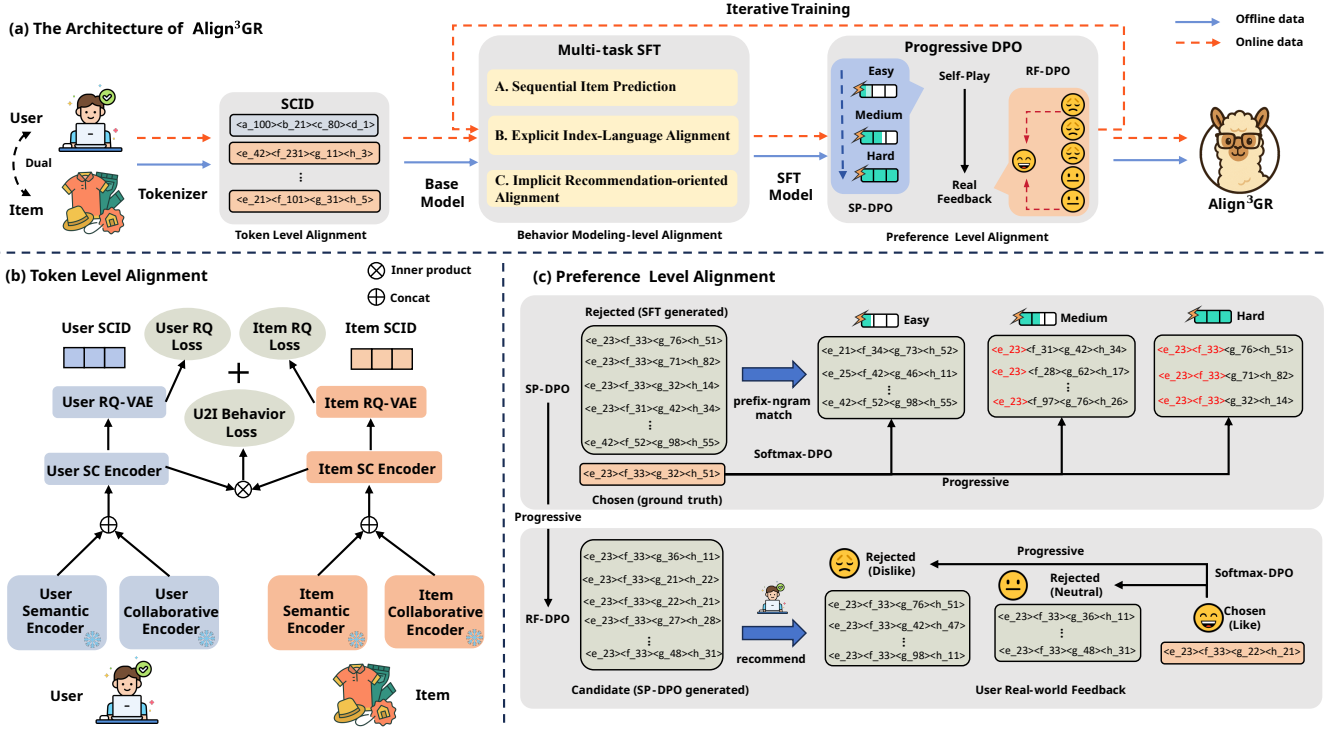 Iterative Training
(a) The Architecture of Align³GR
Offline data
Online data
User
Dual
Item
Tokenizer
SCID
<a_100><b_21><c_80><d_1>
<e_42><f_231><g_11><h_3>
⋮
<e_21><f_101><g_31><h_5>
Token Level Alignment
Base
Model
Multi-task SFT
A. Sequential Item Prediction
B. Explicit Index-Language Alignment
C. Implicit Recommendation-oriented
Alignment
Behavior Modeling-level Alignment
SFT
Model
Progressive DPO
Easy
Medium
Hard
SP-DPO
Self-Play
Real
Feedback
RF-DPO
Preference Level Alignment
Align³GR
(b) Token Level Alignment
Inner product
Concat
User SCID
User RQ
Loss
Item RQ
Loss
Item SCID
User RQ-VAE
U2I Behavior
Loss
Item RQ-VAE
User SC Encoder
Item SC Encoder
User
Semantic
Encoder
User
Collaborative
Encoder
Item
Semantic
Encoder
Item
Collaborative
Encoder
User
Item
(c) Preference Level Alignment
SP-DPO
Progressive
RF-DPO
Rejected (SFT generated)
<e_23><f_33><g_76><h_51>
<e_23><f_33><g_71><h_82>
<e_23><f_33><g_32><h_14>
<e_23><f_31><g_42><h_34>
⋮
<e_42><f_52><g_98><h_55>
<e_23><f_33><g_32><h_51>
Chosen (ground truth)
prefix-ngram
match
Softmax-DPO
Progressive
Easy
<e_21><f_34><g_73><h_52>
<e_25><f_42><g_46><h_11>
⋮
<e_42><f_52><g_98><h_55>
Medium
<e_23><f_31><g_42><h_34>
<e_23><f_28><g_62><h_17>
⋮
<e_23><f_97><g_76><h_26>
Hard
<e_23><f_33><g_76><h_51>
<e_23><f_33><g_71><h_82>
<e_23><f_33><g_32><h_14>
<e_23><f_33><g_36><h_11>
<e_23><f_33><g_21><h_22>
<e_23><f_33><g_22><h_21>
<e_23><f_33><g_27><h_28>
⋮
<e_23><f_33><g_48><h_31>
Candidate (SP-DPO generated)
recommend
Rejected
(Dislike)
<e_23><f_33><g_76><h_51>
<e_23><f_33><g_42><h_47>
⋮
<e_23><f_33><g_98><h_11>
Progressive
Rejected
(Neutral)
<e_23><f_33><g_36><h_11>
⋮
<e_23><f_33><g_48><h_31>
Softmax-DPO
Chosen
(Like)
<e_23><f_33><g_22><h_21>
User Real-world Feedback